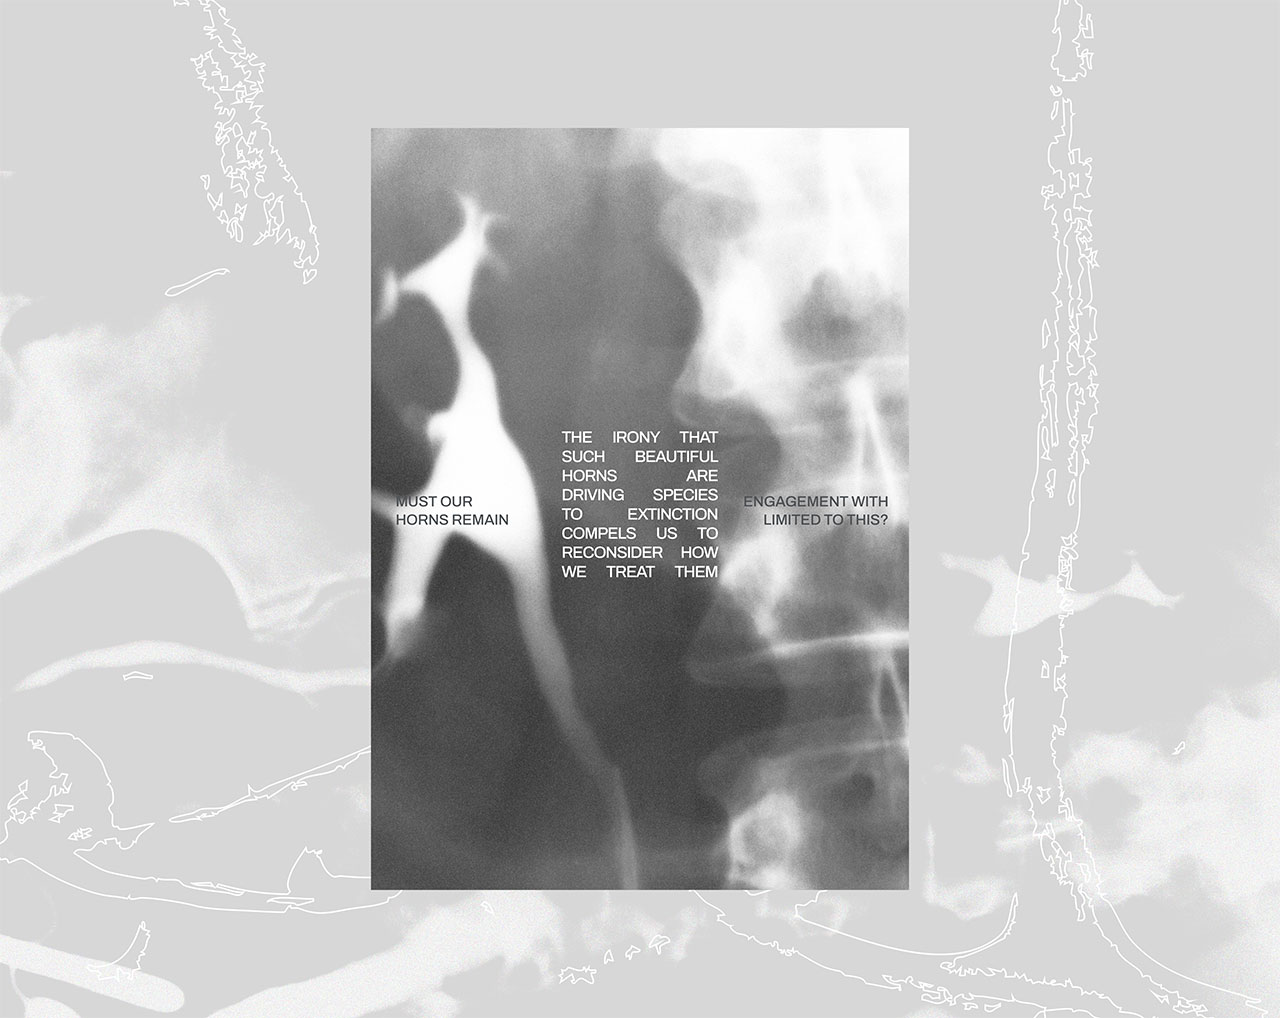 THE IRONY THAT
SUCH BEAUTIFUL
HORNS ARE
DRIVING SPECIES
TO EXTINCTION
COMPELS US TO
RECONSIDER HOW
WE TREAT THEM
MUST OUR
HORNS REMAIN
ENGAGEMENT WITH
LIMITED TO THIS?